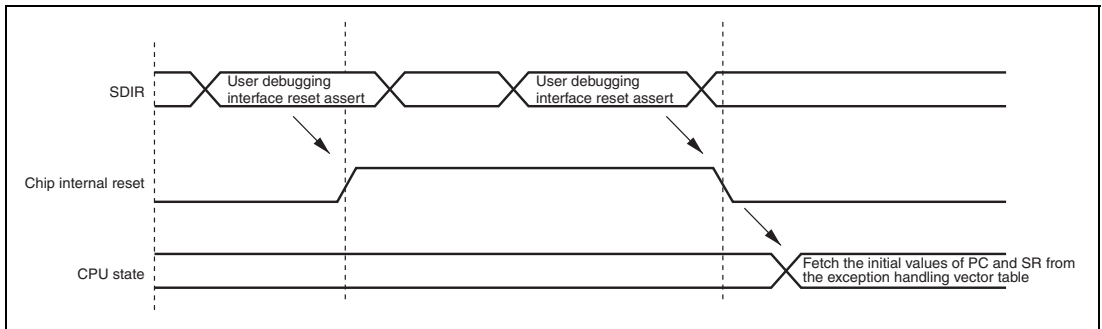 SDIR
User debugging
interface reset assert
User debugging
interface reset assert
Chip internal reset
CPU state
Fetch the initial values of PC and SR from
the exception handling vector table